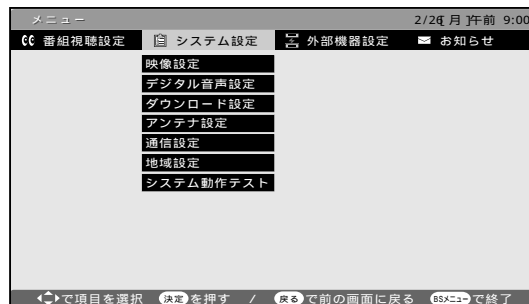 メニュー 2/26[月]午前 9:00
番組視聴設定 システム設定 外部機器設定 お知らせ
映像設定
デジタル音声設定
ダウンロード設定
アンテナ設定
通信設定
地域設定
システム動作テスト
で項目を選択 決定を押す / 戻るで前の画面に戻る BSメニューで終了